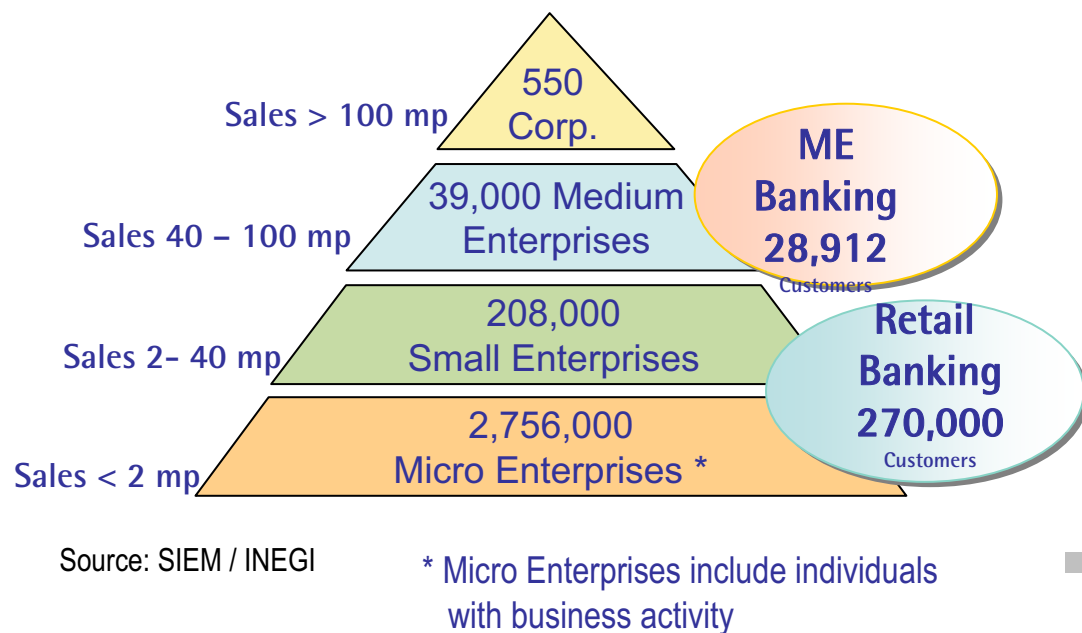 550
Corp.
Sales > 100 mp
39,000 Medium
Enterprises
Sales 40 – 100 mp
ME
Banking
28,912
Customers
208,000
Small Enterprises
Sales 2- 40 mp
Retail
Banking
270,000
Customers
2,756,000
Micro Enterprises *
Sales < 2 mp
Source: SIEM / INEGI
* Micro Enterprises include individuals
with business activity